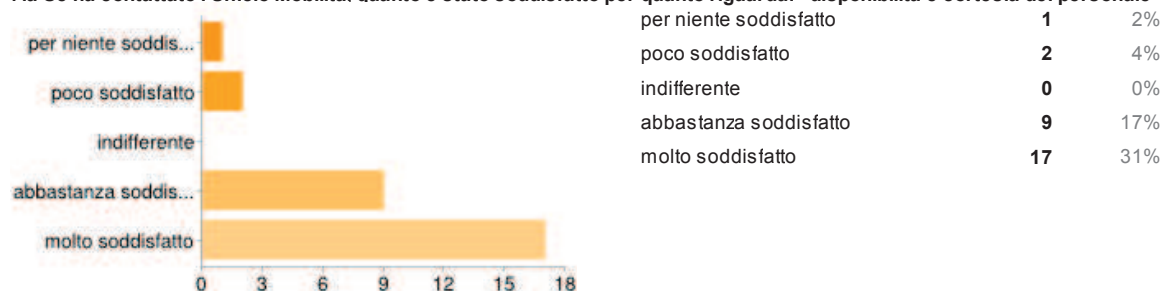 per niente soddisfatto 1 2%
poco soddisfatto 2 4%
indifferente 0 0%
abbastanza soddisfatto 9 17%
molto soddisfatto 17 31%
per niente soddis...
poco soddisfatto
indifferente
abbastanza soddis...
molto soddisfatto
0 3 6 9 12 15 18